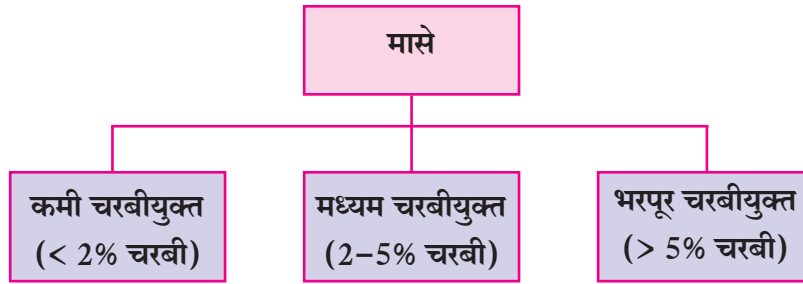 मासे
कमी चरबीयुक्त
(< 2% चरबी)
मध्यम चरबीयुक्त
(2–5% चरबी)
भरपूर चरबीयुक्त
(> 5% चरबी)